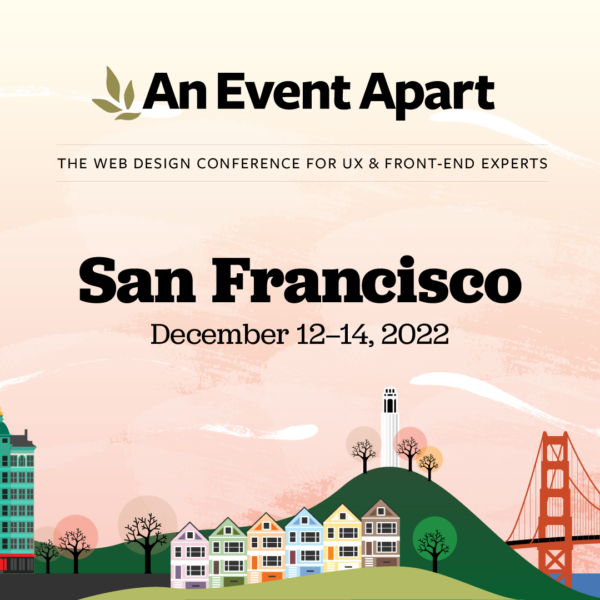 An Event Apart
THE WEB DESIGN CONFERENCE FOR UX & FRONT-END EXPERTS
San Francisco
December 12–14, 2022